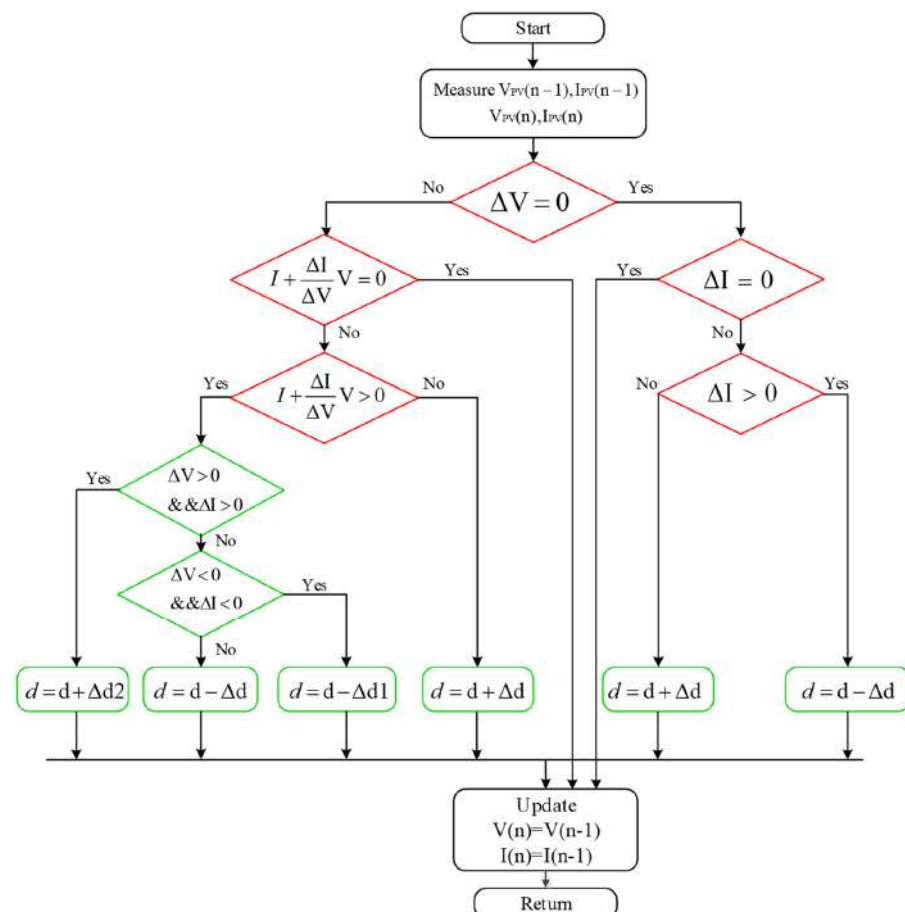 Start
Measure VPV(n−1),IPV(n−1)
VPV(n),IPV(n)
No
Yes
ΔV = 0
I + ΔI/ΔV V = 0
Yes
Yes
ΔI = 0
No
No
Yes
I + ΔI/ΔV V > 0
No
No
ΔI > 0
Yes
Yes
ΔV > 0
&&ΔI > 0
No
ΔV < 0
&&ΔI < 0
Yes
No
d = d + Δd2
d = d − Δd
d = d − Δd1
d = d + Δd
d = d + Δd
d = d − Δd
Update
V(n)=V(n-1)
I(n)=I(n-1)
Return